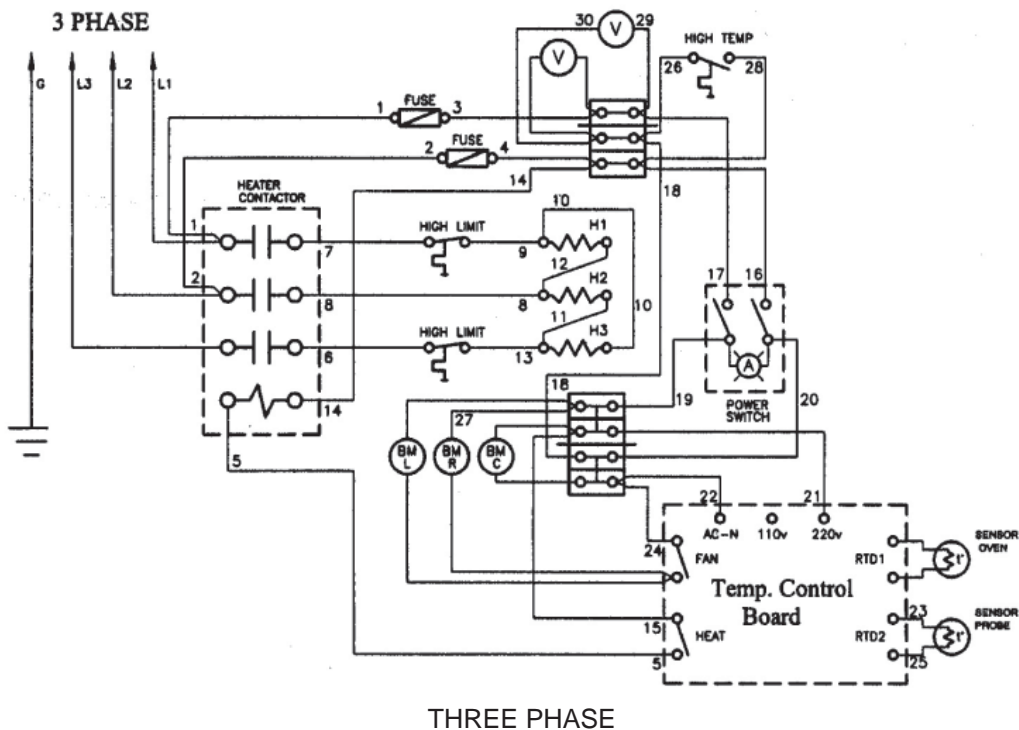 3 PHASE
30 V 29
V
HIGH TEMP
26 28
G L3 L2 L1
1 FUSE 3
2 FUSE 4
14
18
HEATER
CONTACTOR
10
1 7 HIGH LIMIT 9 H1
12
17 16
2 8 8 H2
11 10
HIGH LIMIT H3
6 13
A
18
19 POWER
SWITCH 20
14
27
BM
L
BM
R
BM
C
5
22 21
AC-N 110v 220v
24 FAN RTD1 SENSOR
OVEN
t°
Temp. Control
Board
15 HEAT RTD2 23 SENSOR
PROBE
t°
5 25
THREE PHASE